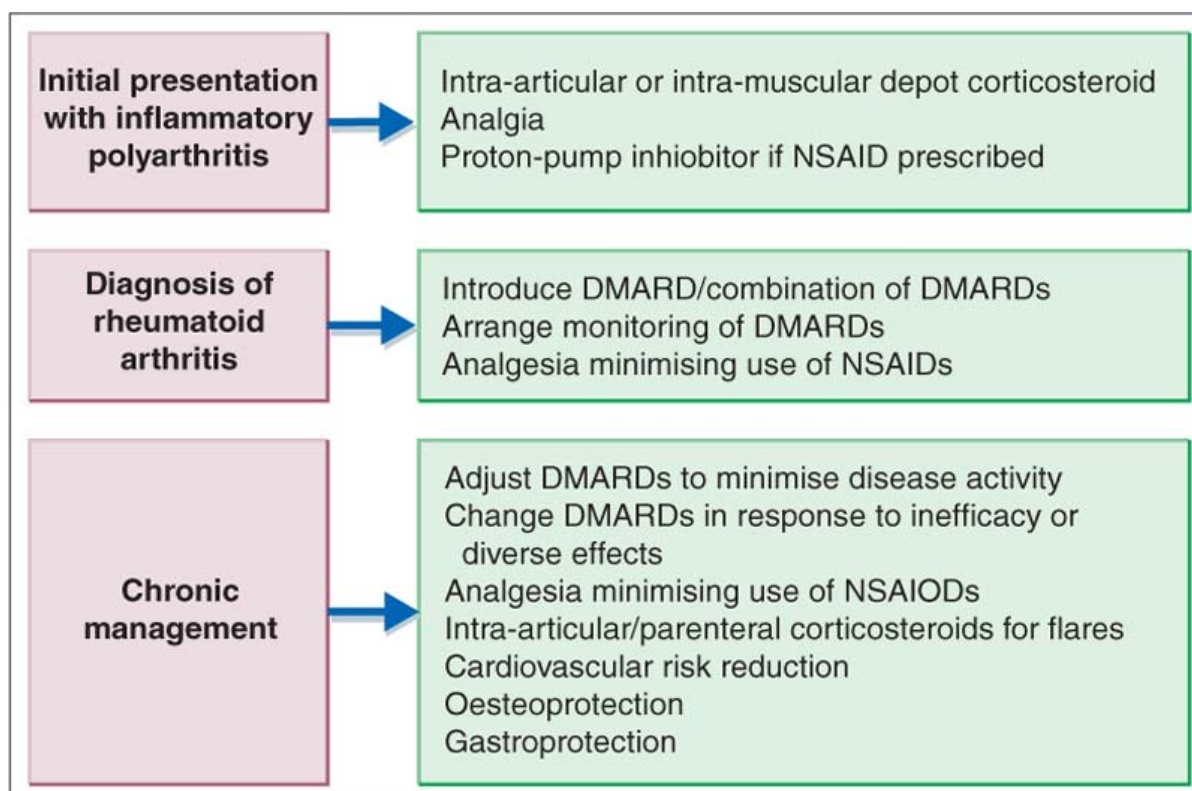 Initial presentation
with inflammatory
polyarthritis
Intra-articular or intra-muscular depot corticosteroid
Analgia
Proton-pump inhiobitor if NSAID prescribed
Diagnosis of
rheumatoid
arthritis
Introduce DMARD/combination of DMARDs
Arrange monitoring of DMARDs
Analgesia minimising use of NSAIDs
Chronic
management
Adjust DMARDs to minimise disease activity
Change DMARDs in response to inefficacy or
diverse effects
Analgesia minimising use of NSAIODs
Intra-articular/parenteral corticosteroids for flares
Cardiovascular risk reduction
Oesteoprotection
Gastroprotection